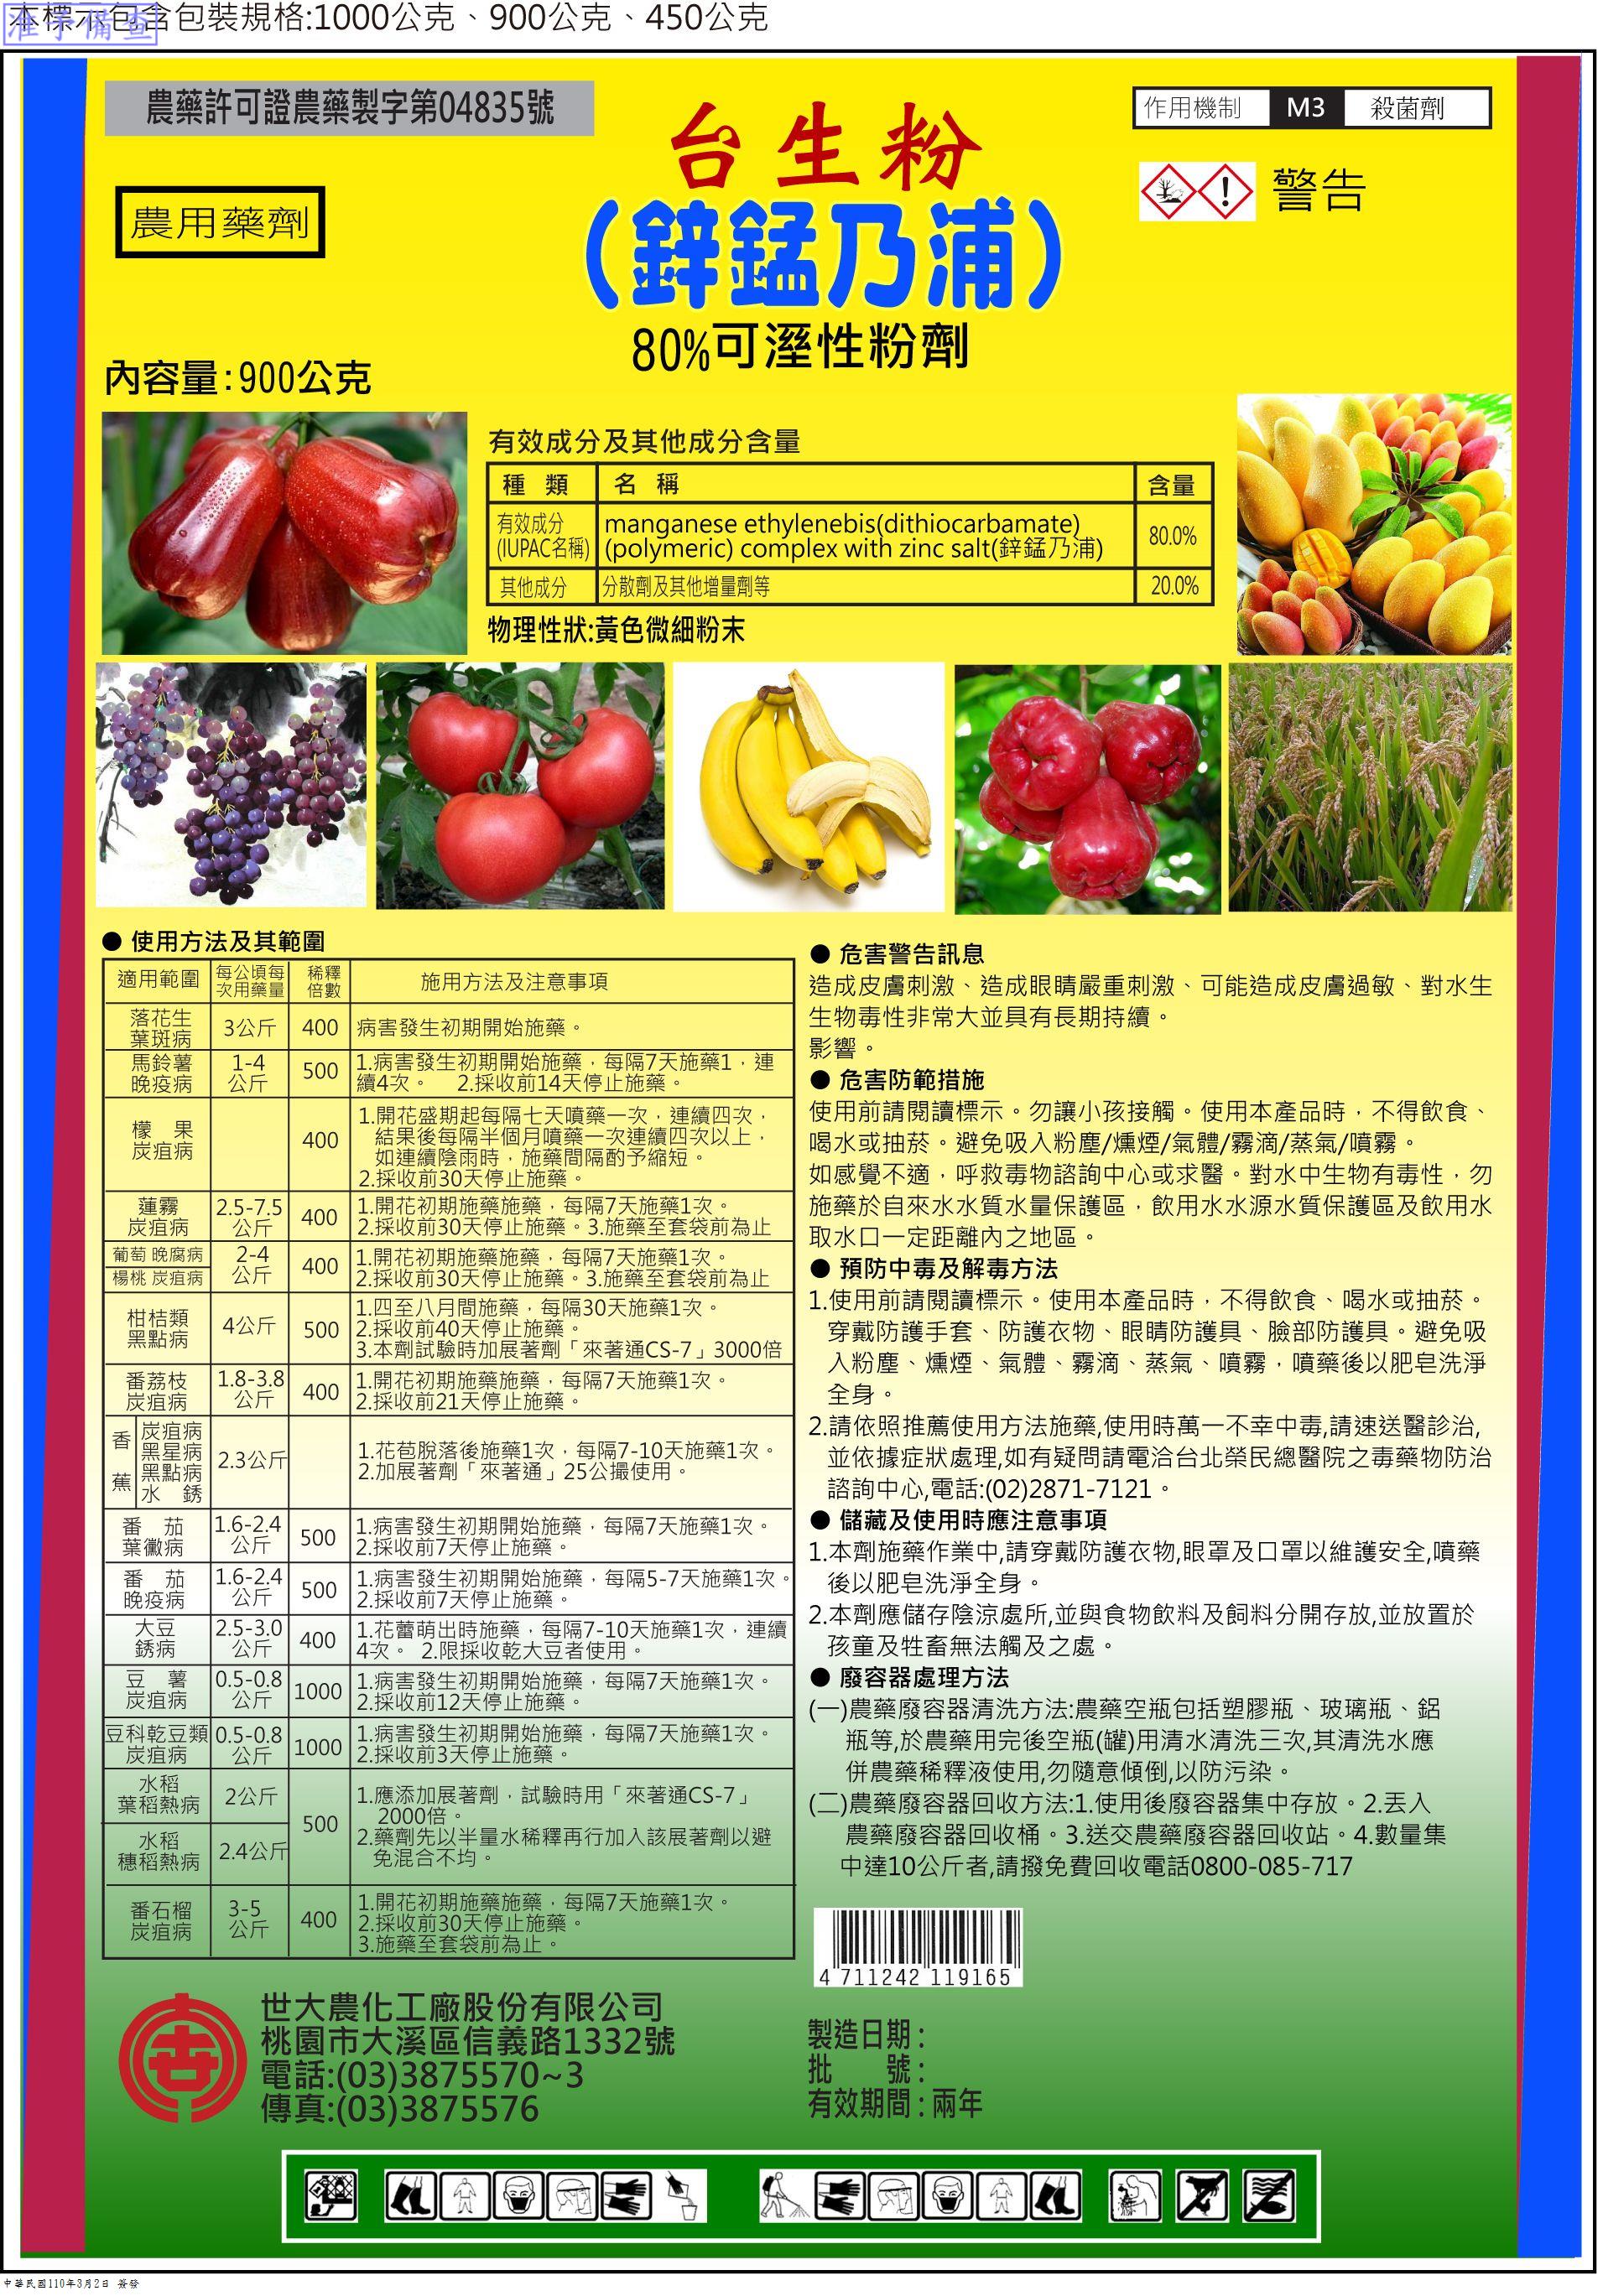 本標示包含包裝規格:1000公克、900公克、450公克
准予備查
農藥許可證農藥製字第04835號
作用機制 M3 殺菌劑
警告
農用藥劑
台生粉
(鋅錳乃浦)
80%可溼性粉劑
內容量:900公克
有效成分及其他成分含量
種 類 名 稱 含量
有效成分 (IUPAC名稱) manganese ethylenebis(dithiocarbamate) 80.0%
(polymeric) complex with zinc salt(鋅錳乃浦)
其他成分 分散劑及其他增量劑等 20.0%
物理性狀:黃色微細粉末
● 使用方法及其範圍
適用範圍 每公頃每次用藥量 稀釋倍數 施用方法及注意事項
落花生 葉斑病 3公斤 400 病害發生初期開始施藥。
馬鈴薯 晚疫病 1-4公斤 500 1.病害發生初期開始施藥，每隔7天施藥1，連
續4次。 2.採收前14天停止施藥。
檬 果 炭疽病 400 1.開花盛期起每隔七天噴藥一次，連續四次，
結果後每隔半個月噴藥一次連續四次以上，
如連續陰雨時，施藥間隔酌予縮短。
2.採收前30天停止施藥。
蓮霧 炭疽病 2.5-7.5公斤 400 1.開花初期施藥施藥，每隔7天施藥1次。
2.採收前30天停止施藥。3.施藥至套袋前為止
葡萄 晚腐病 2-4公斤 400 1.開花初期施藥施藥，每隔7天施藥1次。
楊桃 炭疽病 2.採收前30天停止施藥。3.施藥至套袋前為止
柑桔類 黑點病 4公斤 500 1.四至八月間施藥，每隔30天施藥1次。
2.採收前40天停止施藥。
3.本劑試驗時加展著劑「來著通CS-7」3000倍
番荔枝 炭疽病 1.8-3.8公斤 400 1.開花初期施藥施藥，每隔7天施藥1次。
2.採收前21天停止施藥。
香蕉 炭疽病 黑星病 黑點病 水 銹 2.3公斤 1.花苞脫落後施藥1次，每隔7-10天施藥1次。
2.加展著劑「來著通」25公撮使用。
番 茄 葉黴病 1.6-2.4公斤 500 1.病害發生初期開始施藥，每隔7天施藥1次。
2.採收前7天停止施藥。
番 茄 晚疫病 1.6-2.4公斤 500 1.病害發生初期開始施藥，每隔5-7天施藥1次。
2.採收前7天停止施藥。
大豆 銹病 2.5-3.0公斤 400 1.花蕾萌出時施藥，每隔7-10天施藥1次，連續
4次。 2.限採收乾大豆者使用。
豆 薯 炭疽病 0.5-0.8公斤 1000 1.病害發生初期開始施藥，每隔7天施藥1次。
2.採收前12天停止施藥。
豆科乾豆類 炭疽病 0.5-0.8公斤 1000 1.病害發生初期開始施藥，每隔7天施藥1次。
2.採收前3天停止施藥。
水稻 葉稻熱病 2公斤 500 1.應添加展著劑，試驗時用「來著通CS-7」
2000倍。
水稻 穗稻熱病 2.4公斤 2.藥劑先以半量水稀釋再行加入該展著劑以避
免混合不均。
番石榴 炭疽病 3-5公斤 400 1.開花初期施藥施藥，每隔7天施藥1次。
2.採收前30天停止施藥。
3.施藥至套袋前為止。
● 危害警告訊息
造成皮膚刺激、造成眼睛嚴重刺激、可能造成皮膚過敏、對水生
生物毒性非常大並具有長期持續。
影響。
● 危害防範措施
使用前請閱讀標示。勿讓小孩接觸。使用本產品時，不得飲食、
喝水或抽菸。避免吸入粉塵/燻煙/氣體/霧滴/蒸氣/噴霧。
如感覺不適，呼救毒物諮詢中心或求醫。對水中生物有毒性，勿
施藥於自來水水質水量保護區，飲用水水源水質保護區及飲用水
取水口一定距離內之地區。
● 預防中毒及解毒方法
1.使用前請閱讀標示。使用本產品時，不得飲食、喝水或抽菸。
穿戴防護手套、防護衣物、眼睛防護具、臉部防護具。避免吸
入粉塵、燻煙、氣體、霧滴、蒸氣、噴霧，噴藥後以肥皂洗淨
全身。
2.請依照推薦使用方法施藥,使用時萬一不幸中毒,請速送醫診治,
並依據症狀處理,如有疑問請電洽台北榮民總醫院之毒藥物防治
諮詢中心,電話:(02)2871-7121。
● 儲藏及使用時應注意事項
1.本劑施藥作業中,請穿戴防護衣物,眼罩及口罩以維護安全,噴藥
後以肥皂洗淨全身。
2.本劑應儲存陰涼處所,並與食物飲料及飼料分開存放,並放置於
孩童及牲畜無法觸及之處。
● 廢容器處理方法
(一)農藥廢容器清洗方法:農藥空瓶包括塑膠瓶、玻璃瓶、鋁
瓶等,於農藥用完後空瓶(罐)用清水清洗三次,其清洗水應
併農藥稀釋液使用,勿隨意傾倒,以防污染。
(二)農藥廢容器回收方法:1.使用後廢容器集中存放。2.丟入
農藥廢容器回收桶。3.送交農藥廢容器回收站。4.數量集
中達10公斤者,請撥免費回收電話0800-085-717
4 711242 119165
世大農化工廠股份有限公司
桃園市大溪區信義路1332號
電話:(03)3875570~3
傳真:(03)3875576
製造日期:
批 號:
有效期間:兩年
中華民國110年3月2日 簽發